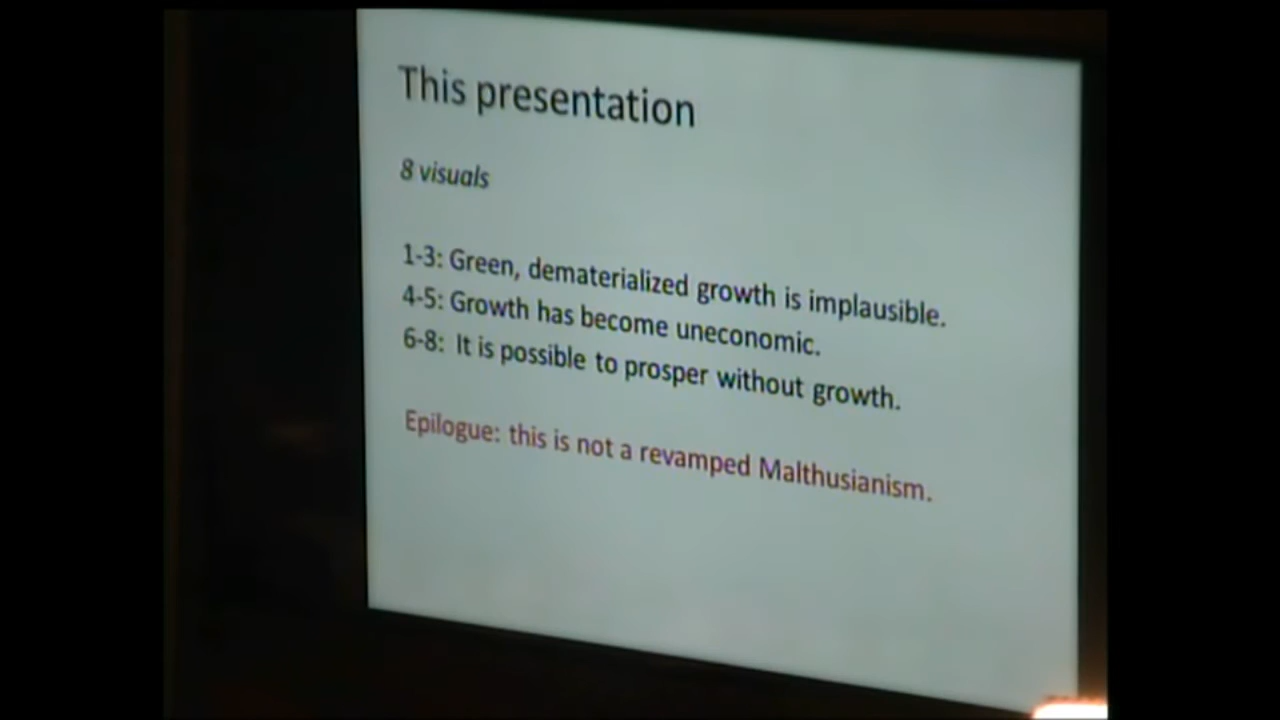 This presentation
8 visuals
1-3: Green, dematerialized growth is implausible.
4-5: Growth has become uneconomic.
6-8: It is possible to prosper without growth.
Epilogue: this is not a revamped Malthusianism.